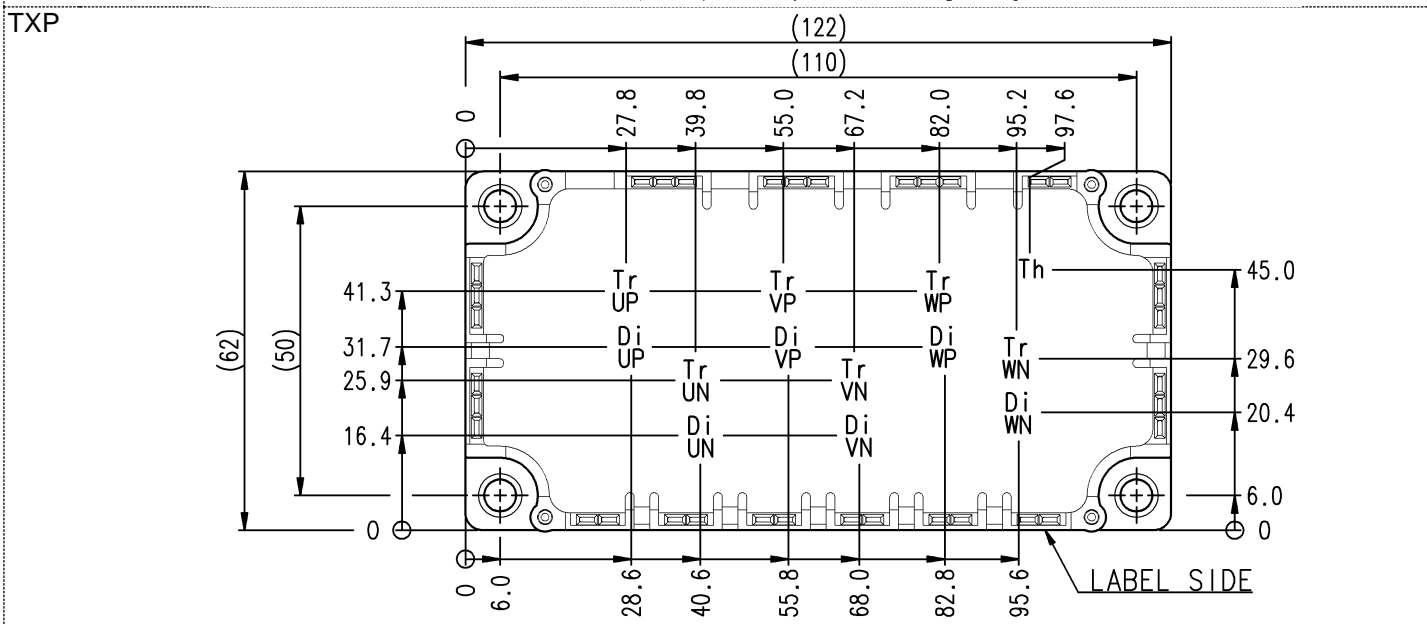 TXP
(122)
(110)
0
27.8
39.8
55.0
67.2
82.0
95.2
97.6
Th
45.0
Tr
UP
Tr
VP
Tr
WP
41.3
(62)
(50)
31.7
Di
UP
Di
VP
Di
WP
Tr
WN
29.6
25.9
Tr
UN
Tr
VN
Di
WN
20.4
16.4
Di
UN
Di
VN
6.0
0
0
0
6.0
28.6
40.6
55.8
68.0
82.8
95.6
LABEL SIDE